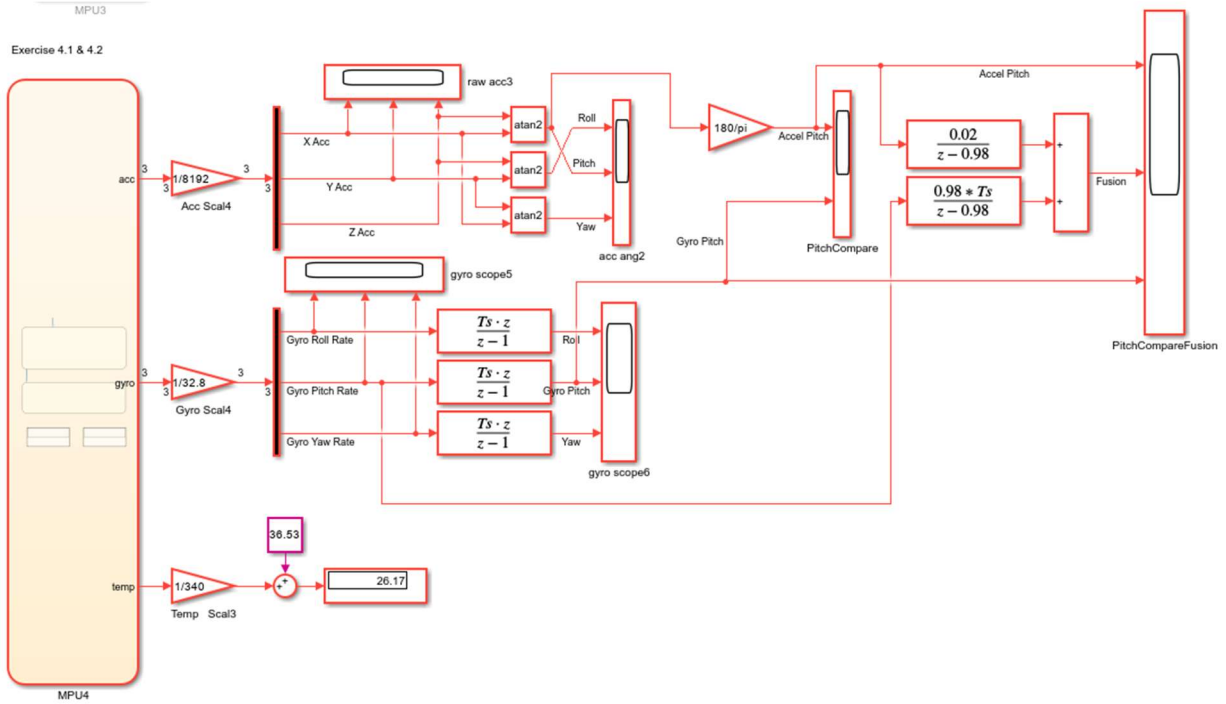 MPU3
Exercise 4.1 & 4.2
raw acc3
X Acc
Y Acc
Z Acc
acc
3
3
1/8192
3
3
Acc Scal4
atan2
atan2
atan2
Roll
Pitch
Yaw
acc ang2
180/pi
Accel Pitch
Accel Pitch
Gyro Pitch
PitchCompare
0.02
z − 0.98
0.98 * Ts
z − 0.98
+
+
Fusion
PitchCompareFusion
gyro scope5
gyro
3
3
1/32.8
3
3
Gyro Scal4
Gyro Roll Rate
Gyro Pitch Rate
Gyro Yaw Rate
Ts · z
z − 1
Ts · z
z − 1
Ts · z
z − 1
Roll
Gyro Pitch
Yaw
gyro scope6
temp
1/340
Temp Scal3
36.53
+
+
26.17
MPU4